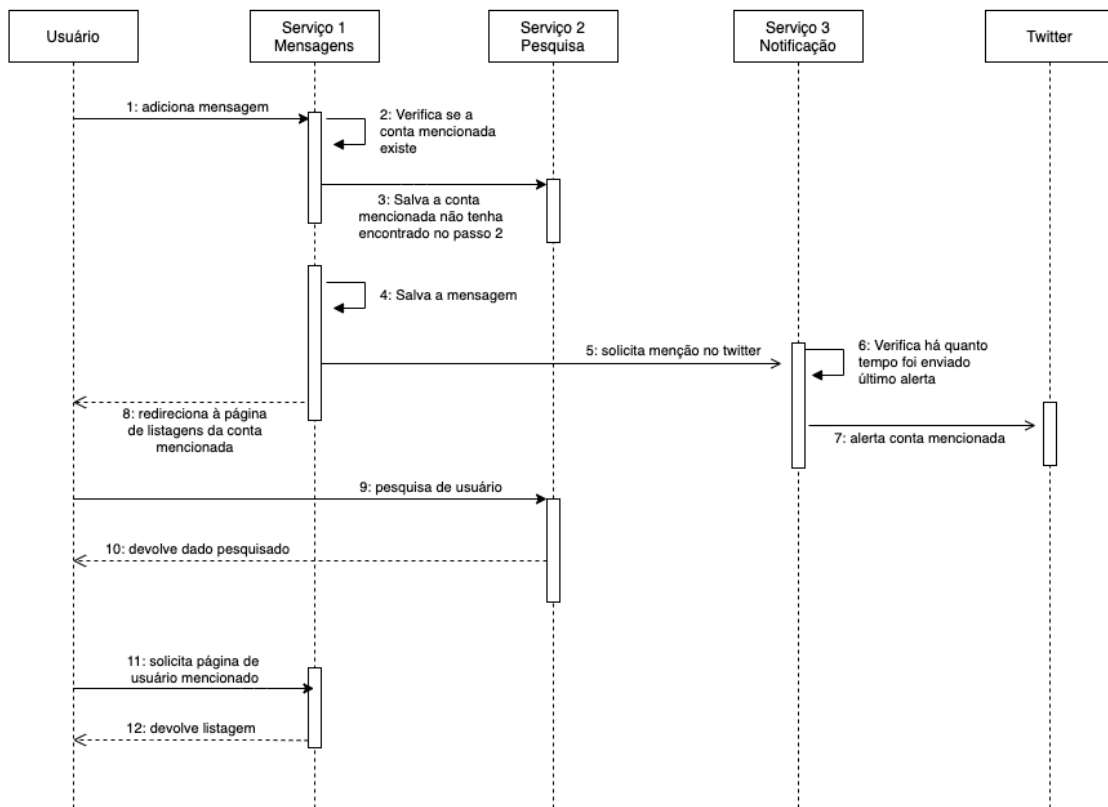 Usuário
Serviço 1
Mensagens
Serviço 2
Pesquisa
Serviço 3
Notificação
Twitter
1: adiciona mensagem
2: Verifica se a
conta mencionada
existe
3: Salva a conta
mencionada não tenha
encontrado no passo 2
4: Salva a mensagem
5: solicita menção no twitter
6: Verifica há quanto
tempo foi enviado
último alerta
8: redireciona à página
de listagens da conta
mencionada
7: alerta conta mencionada
9: pesquisa de usuário
10: devolve dado pesquisado
11: solicita página de
usuário mencionado
12: devolve listagem